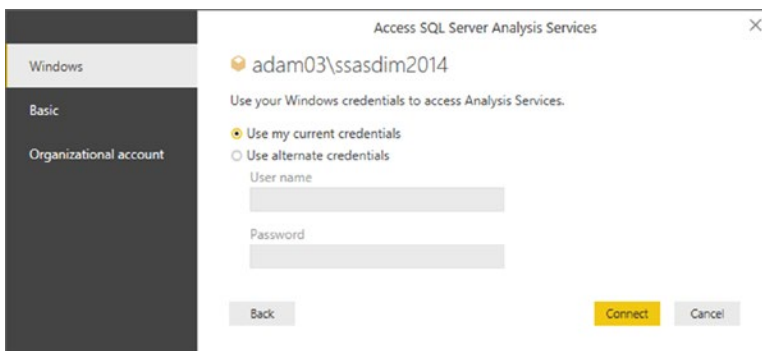 Access SQL Server Analysis Services
Windows
Basic
Organizational account
adam03\ssasdim2014
Use your Windows credentials to access Analysis Services.
Use my current credentials
Use alternate credentials
User name
Password
Back
Connect
Cancel